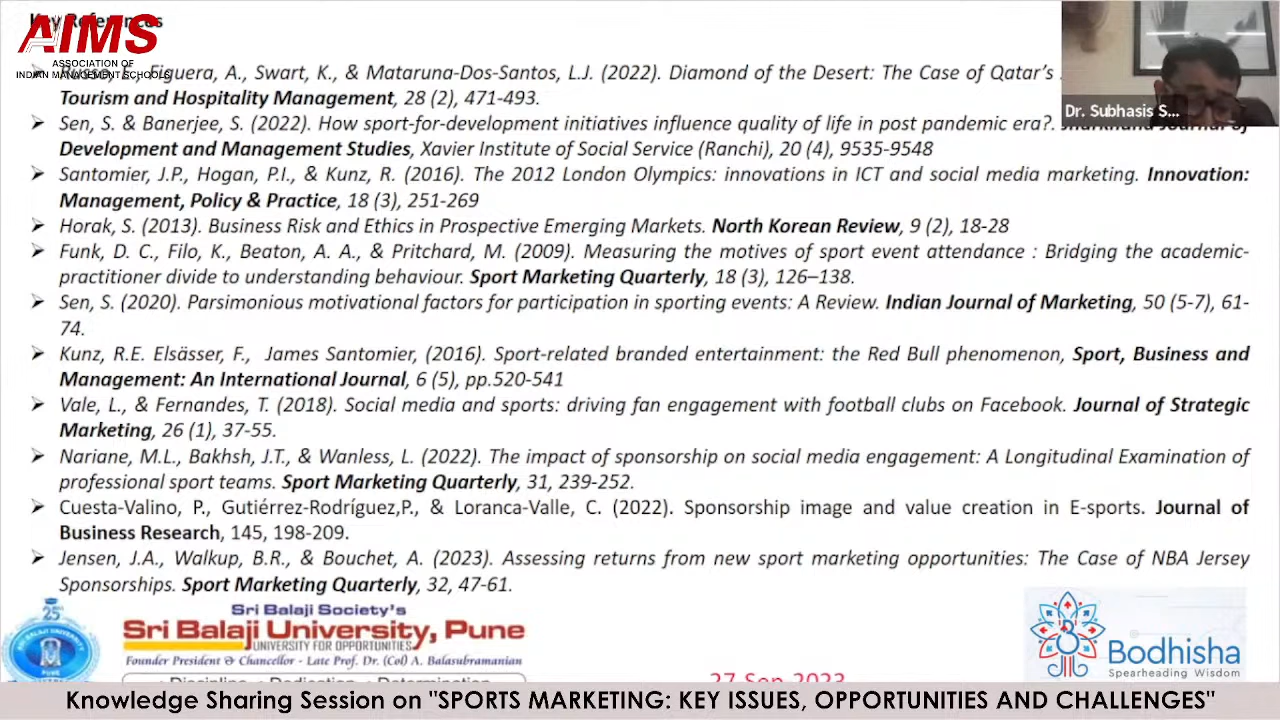 Key References
AIMS
ASSOCIATION OF
INDIAN MANAGEMENT SCHOOLS
Figuera, A., Swart, K., & Mataruna-Dos-Santos, L.J. (2022). Diamond of the Desert: The Case of Qatar's
Tourism and Hospitality Management, 28 (2), 471-493.
Dr. Subhasis S...
➤ Sen, S. & Banerjee, S. (2022). How sport-for-development initiatives influence quality of life in post pandemic era?. Jharkhand Journal of
Development and Management Studies, Xavier Institute of Social Service (Ranchi), 20 (4), 9535-9548
➤ Santomier, J.P., Hogan, P.I., & Kunz, R. (2016). The 2012 London Olympics: innovations in ICT and social media marketing. Innovation:
Management, Policy & Practice, 18 (3), 251-269
➤ Horak, S. (2013). Business Risk and Ethics in Prospective Emerging Markets. North Korean Review, 9 (2), 18-28
➤ Funk, D. C., Filo, K., Beaton, A. A., & Pritchard, M. (2009). Measuring the motives of sport event attendance : Bridging the academic-
practitioner divide to understanding behaviour. Sport Marketing Quarterly, 18 (3), 126–138.
➤ Sen, S. (2020). Parsimonious motivational factors for participation in sporting events: A Review. Indian Journal of Marketing, 50 (5-7), 61-
74.
➤ Kunz, R.E. Elsässer, F., James Santomier, (2016). Sport-related branded entertainment: the Red Bull phenomenon, Sport, Business and
Management: An International Journal, 6 (5), pp.520-541
➤ Vale, L., & Fernandes, T. (2018). Social media and sports: driving fan engagement with football clubs on Facebook. Journal of Strategic
Marketing, 26 (1), 37-55.
➤ Nariane, M.L., Bakhsh, J.T., & Wanless, L. (2022). The impact of sponsorship on social media engagement: A Longitudinal Examination of
professional sport teams. Sport Marketing Quarterly, 31, 239-252.
➤ Cuesta-Valino, P., Gutiérrez-Rodríguez,P., & Loranca-Valle, C. (2022). Sponsorship image and value creation in E-sports. Journal of
Business Research, 145, 198-209.
➤ Jensen, J.A., Walkup, B.R., & Bouchet, A. (2023). Assessing returns from new sport marketing opportunities: The Case of NBA Jersey
Sponsorships. Sport Marketing Quarterly, 32, 47-61.
25
Sri Balaji Society's
Sri Balaji University, Pune
UNIVERSITY FOR OPPORTUNITIES
Founder President & Chancellor - Late Prof. Dr. (Col) A. Balasubramanian
• Discipline • Dedication • Determination
27-Sep-2023
Bodhisha
Spearheading Wisdom
Knowledge Sharing Session on "SPORTS MARKETING: KEY ISSUES, OPPORTUNITIES AND CHALLENGES"